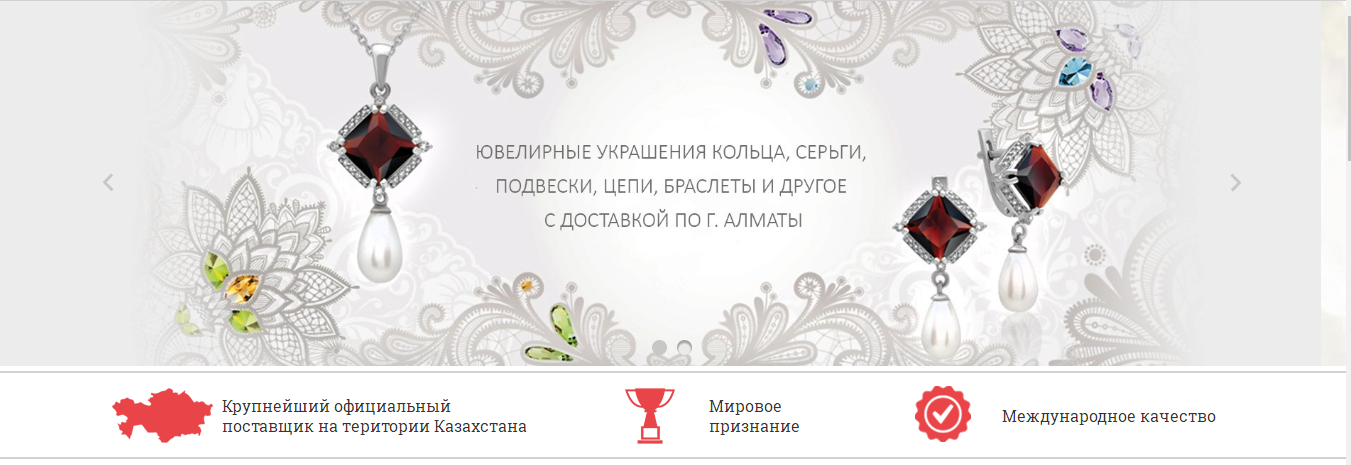 ЮВЕЛИРНЫЕ УКРАШЕНИЯ КОЛЬЦА, СЕРЬГИ,
ПОДВЕСКИ, ЦЕПИ, БРАСЛЕТЫ И ДРУГОЕ
С ДОСТАВКОЙ ПО Г. АЛМАТЫ
Крупнейший официальный
поставщик на територии Казахстана
Мировое
признание
Международное качество